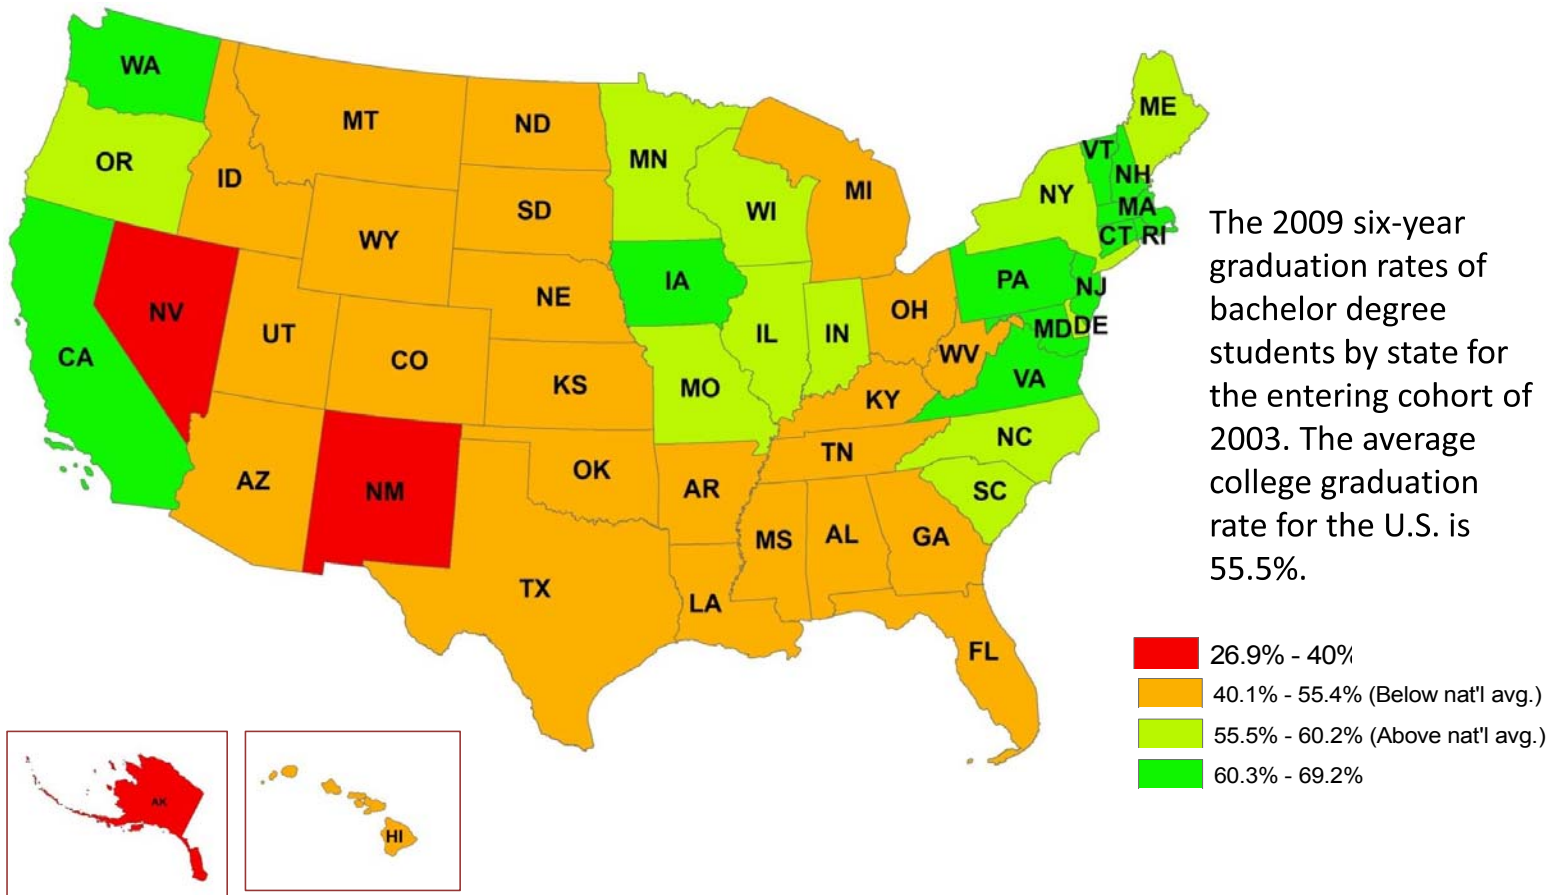 WA
MT
ND
MN
ME
OR
ID
SD
WI
MI
VT
NH
NY
MA
CT
RI
WY
IA
PA
NJ
NE
NV
UT
CO
IL
IN
OH
MD
DE
WV
CA
KS
MO
KY
VA
NC
TN
AZ
NM
OK
AR
SC
MS
AL
GA
TX
LA
FL
AK
HI
The 2009 six-year
graduation rates of
bachelor degree
students by state for
the entering cohort of
2003. The average
college graduation
rate for the U.S. is
55.5%.
26.9% - 40%
40.1% - 55.4% (Below nat'l avg.)
55.5% - 60.2% (Above nat'l avg.)
60.3% - 69.2%